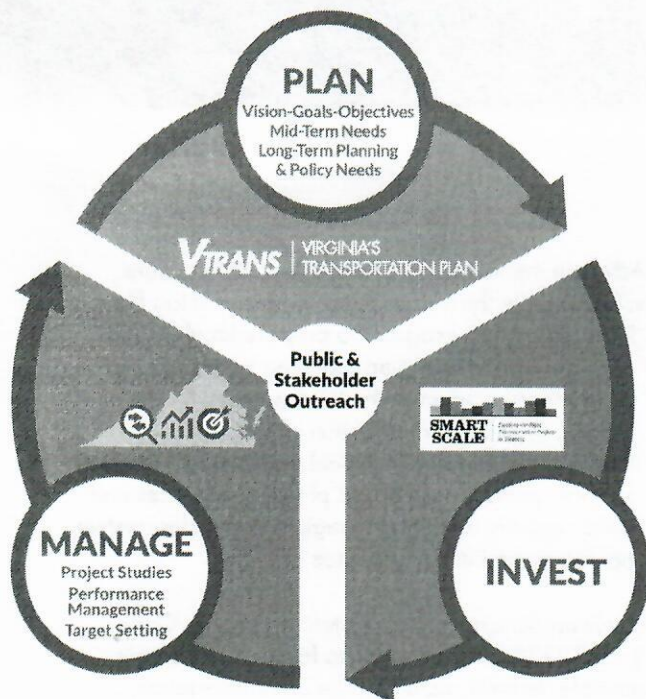 PLAN
Vision-Goals-Objectives
Mid-Term Needs
Long-Term Planning
& Policy Needs
VTRANS | VIRGINIA'S
TRANSPORTATION PLAN
Public &
Stakeholder
Outreach
SMART
SCALE
MANAGE
Project Studies
Performance
Management
Target Setting
INVEST